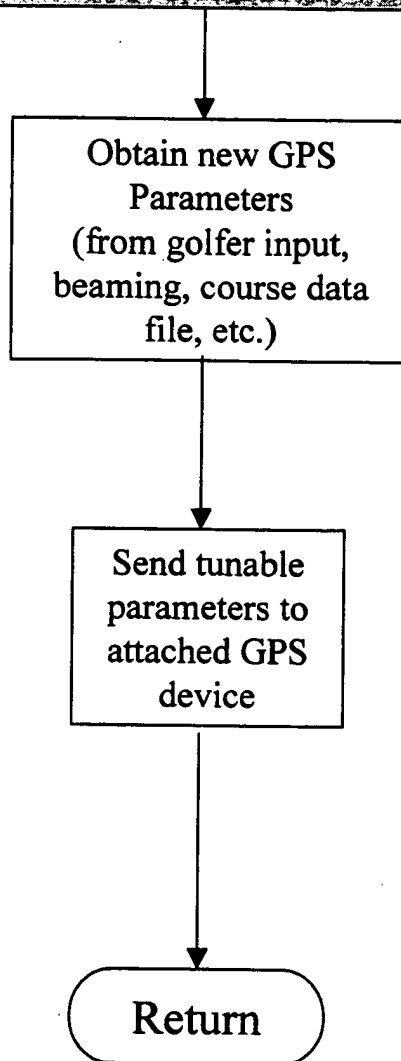 Obtain new GPS
Parameters
(from golfer input,
beaming, course data
file, etc.)
Send tunable
parameters to
attached GPS
device
Return